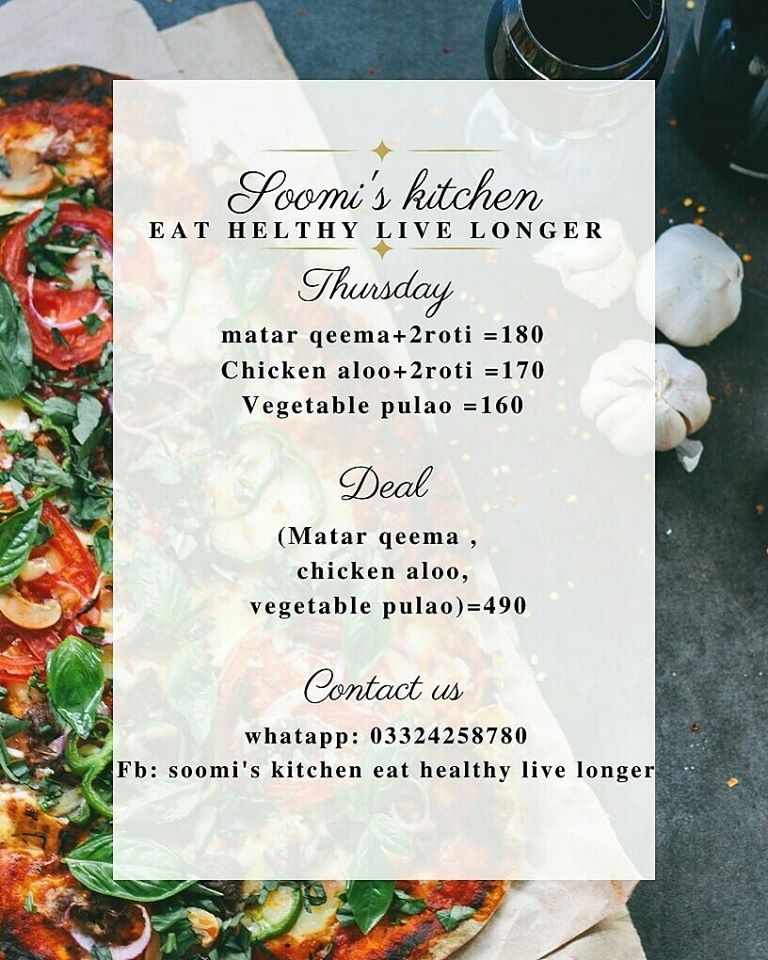 Soomi's kitchen
EAT HELTHY LIVE LONGER
Thursday
matar qeema+2roti =180
Chicken aloo+2roti =170
Vegetable pulao =160
Deal
(Matar qeema ,
chicken aloo,
vegetable pulao)=490
Contact us
whatapp: 03324258780
Fb: soomi's kitchen eat healthy live longer